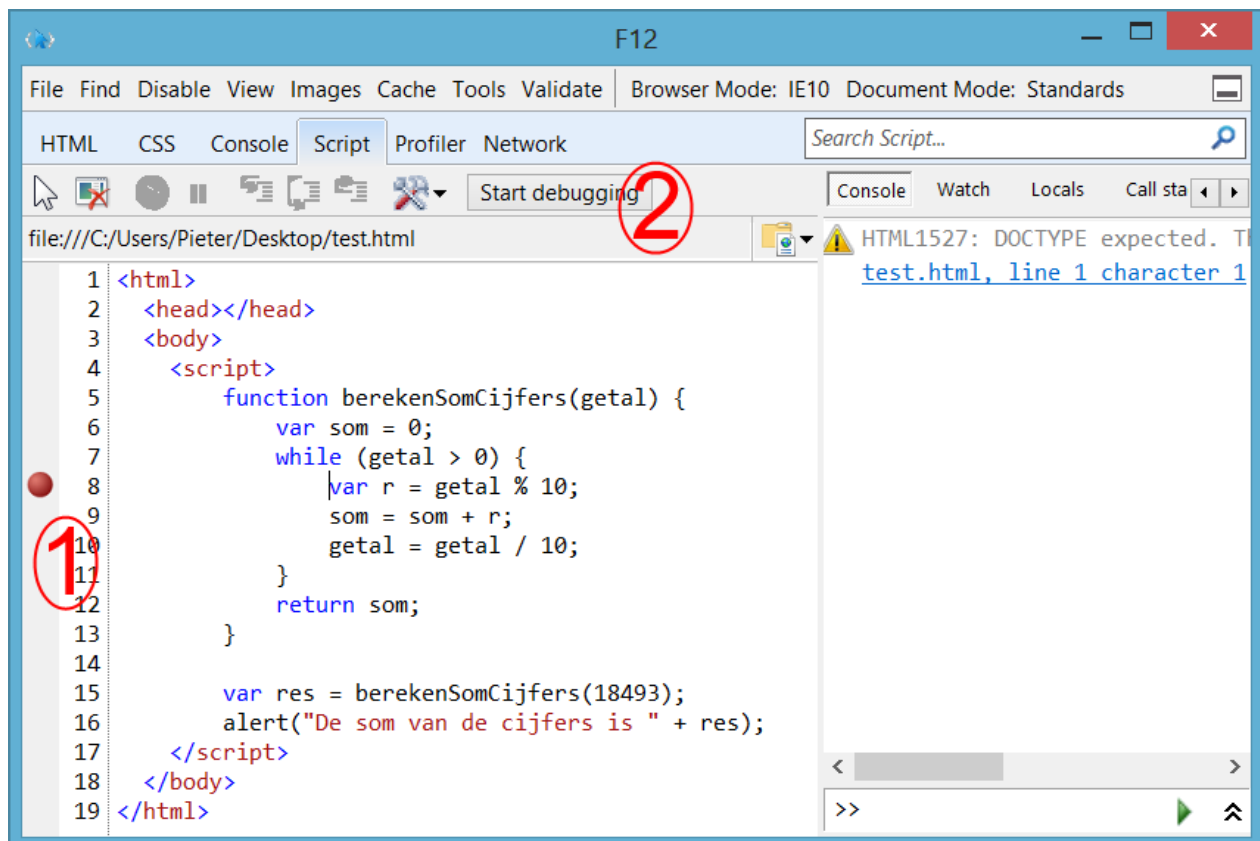 F12
File Find Disable View Images Cache Tools Validate Browser Mode: IE10 Document Mode: Standards
HTML CSS Console Script Profiler Network
Search Script...
Start debugging
2
Console Watch Locals Call sta
file:///C:/Users/Pieter/Desktop/test.html
HTML1527: DOCTYPE expected. Th
test.html, line 1 character 1
1 <html>
2 <head></head>
3 <body>
4 <script>
5 function berekenSomCijfers(getal) {
6 var som = 0;
7 while (getal > 0) {
8 var r = getal % 10;
9 som = som + r;
10 getal = getal / 10;
11 }
12 return som;
13 }
14
15 var res = berekenSomCijfers(18493);
16 alert("De som van de cijfers is " + res);
17 </script>
18 </body>
19 </html>
1
>>